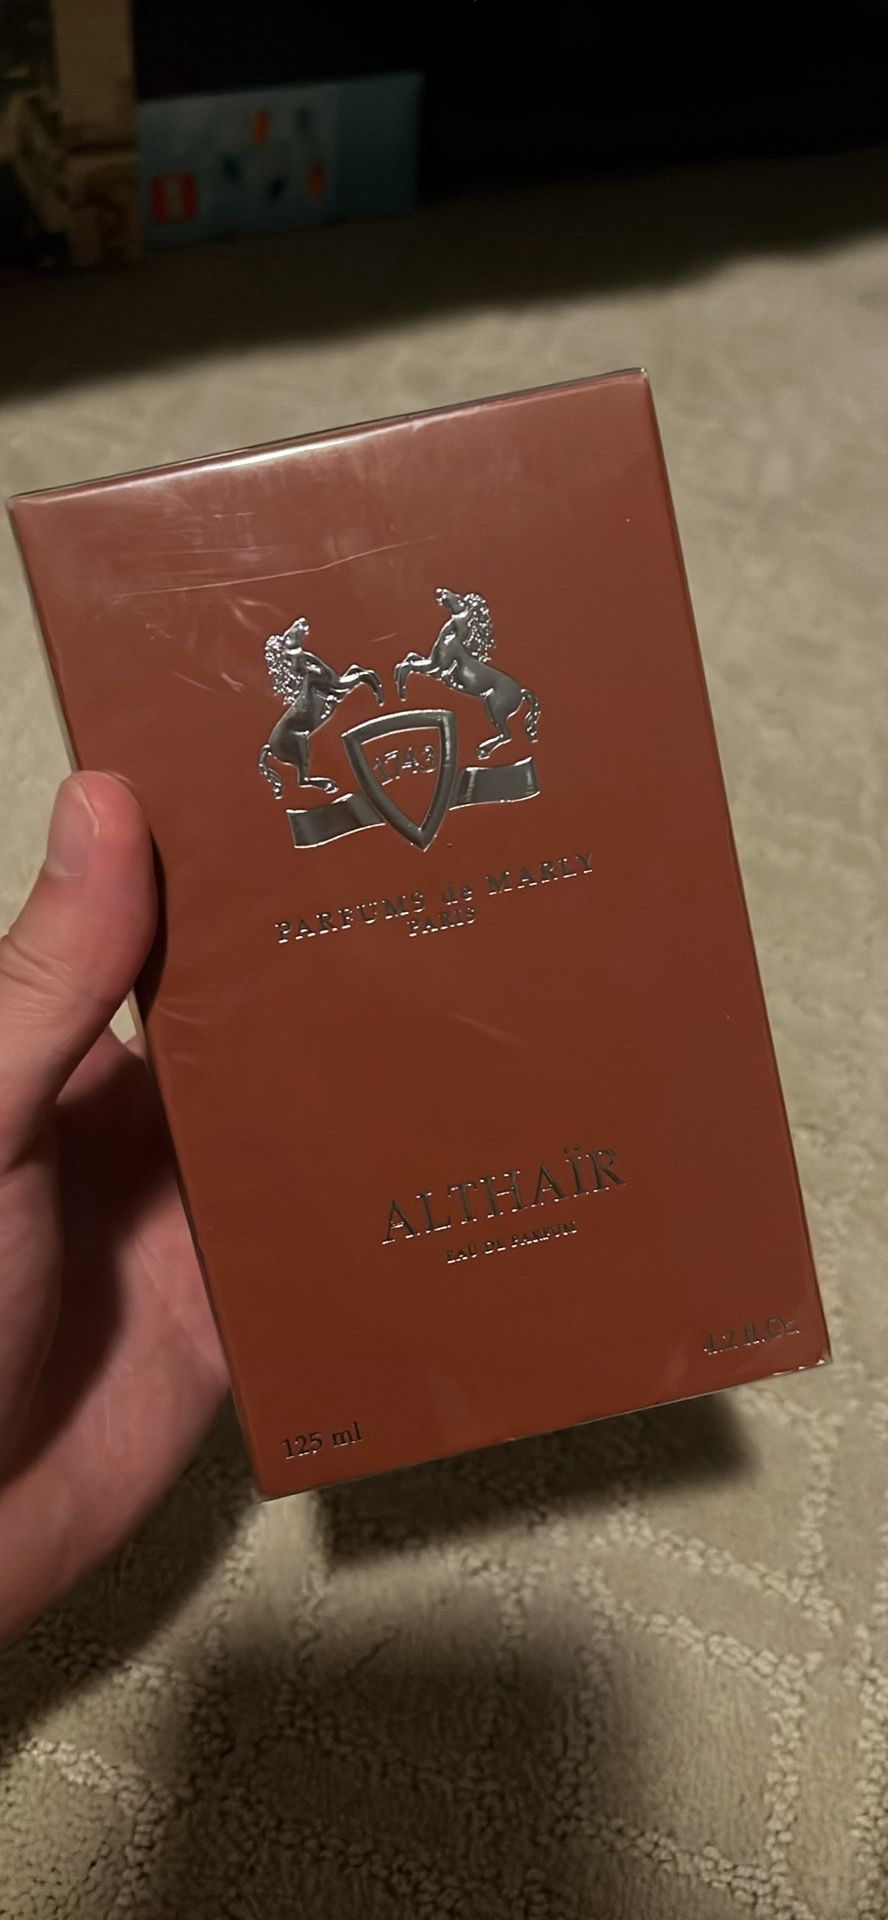 1743
PARFUMS de MARLY
PARIS
ALTHAÏR
EAU DE PARFUM
4.2 fl.Oz
125 ml